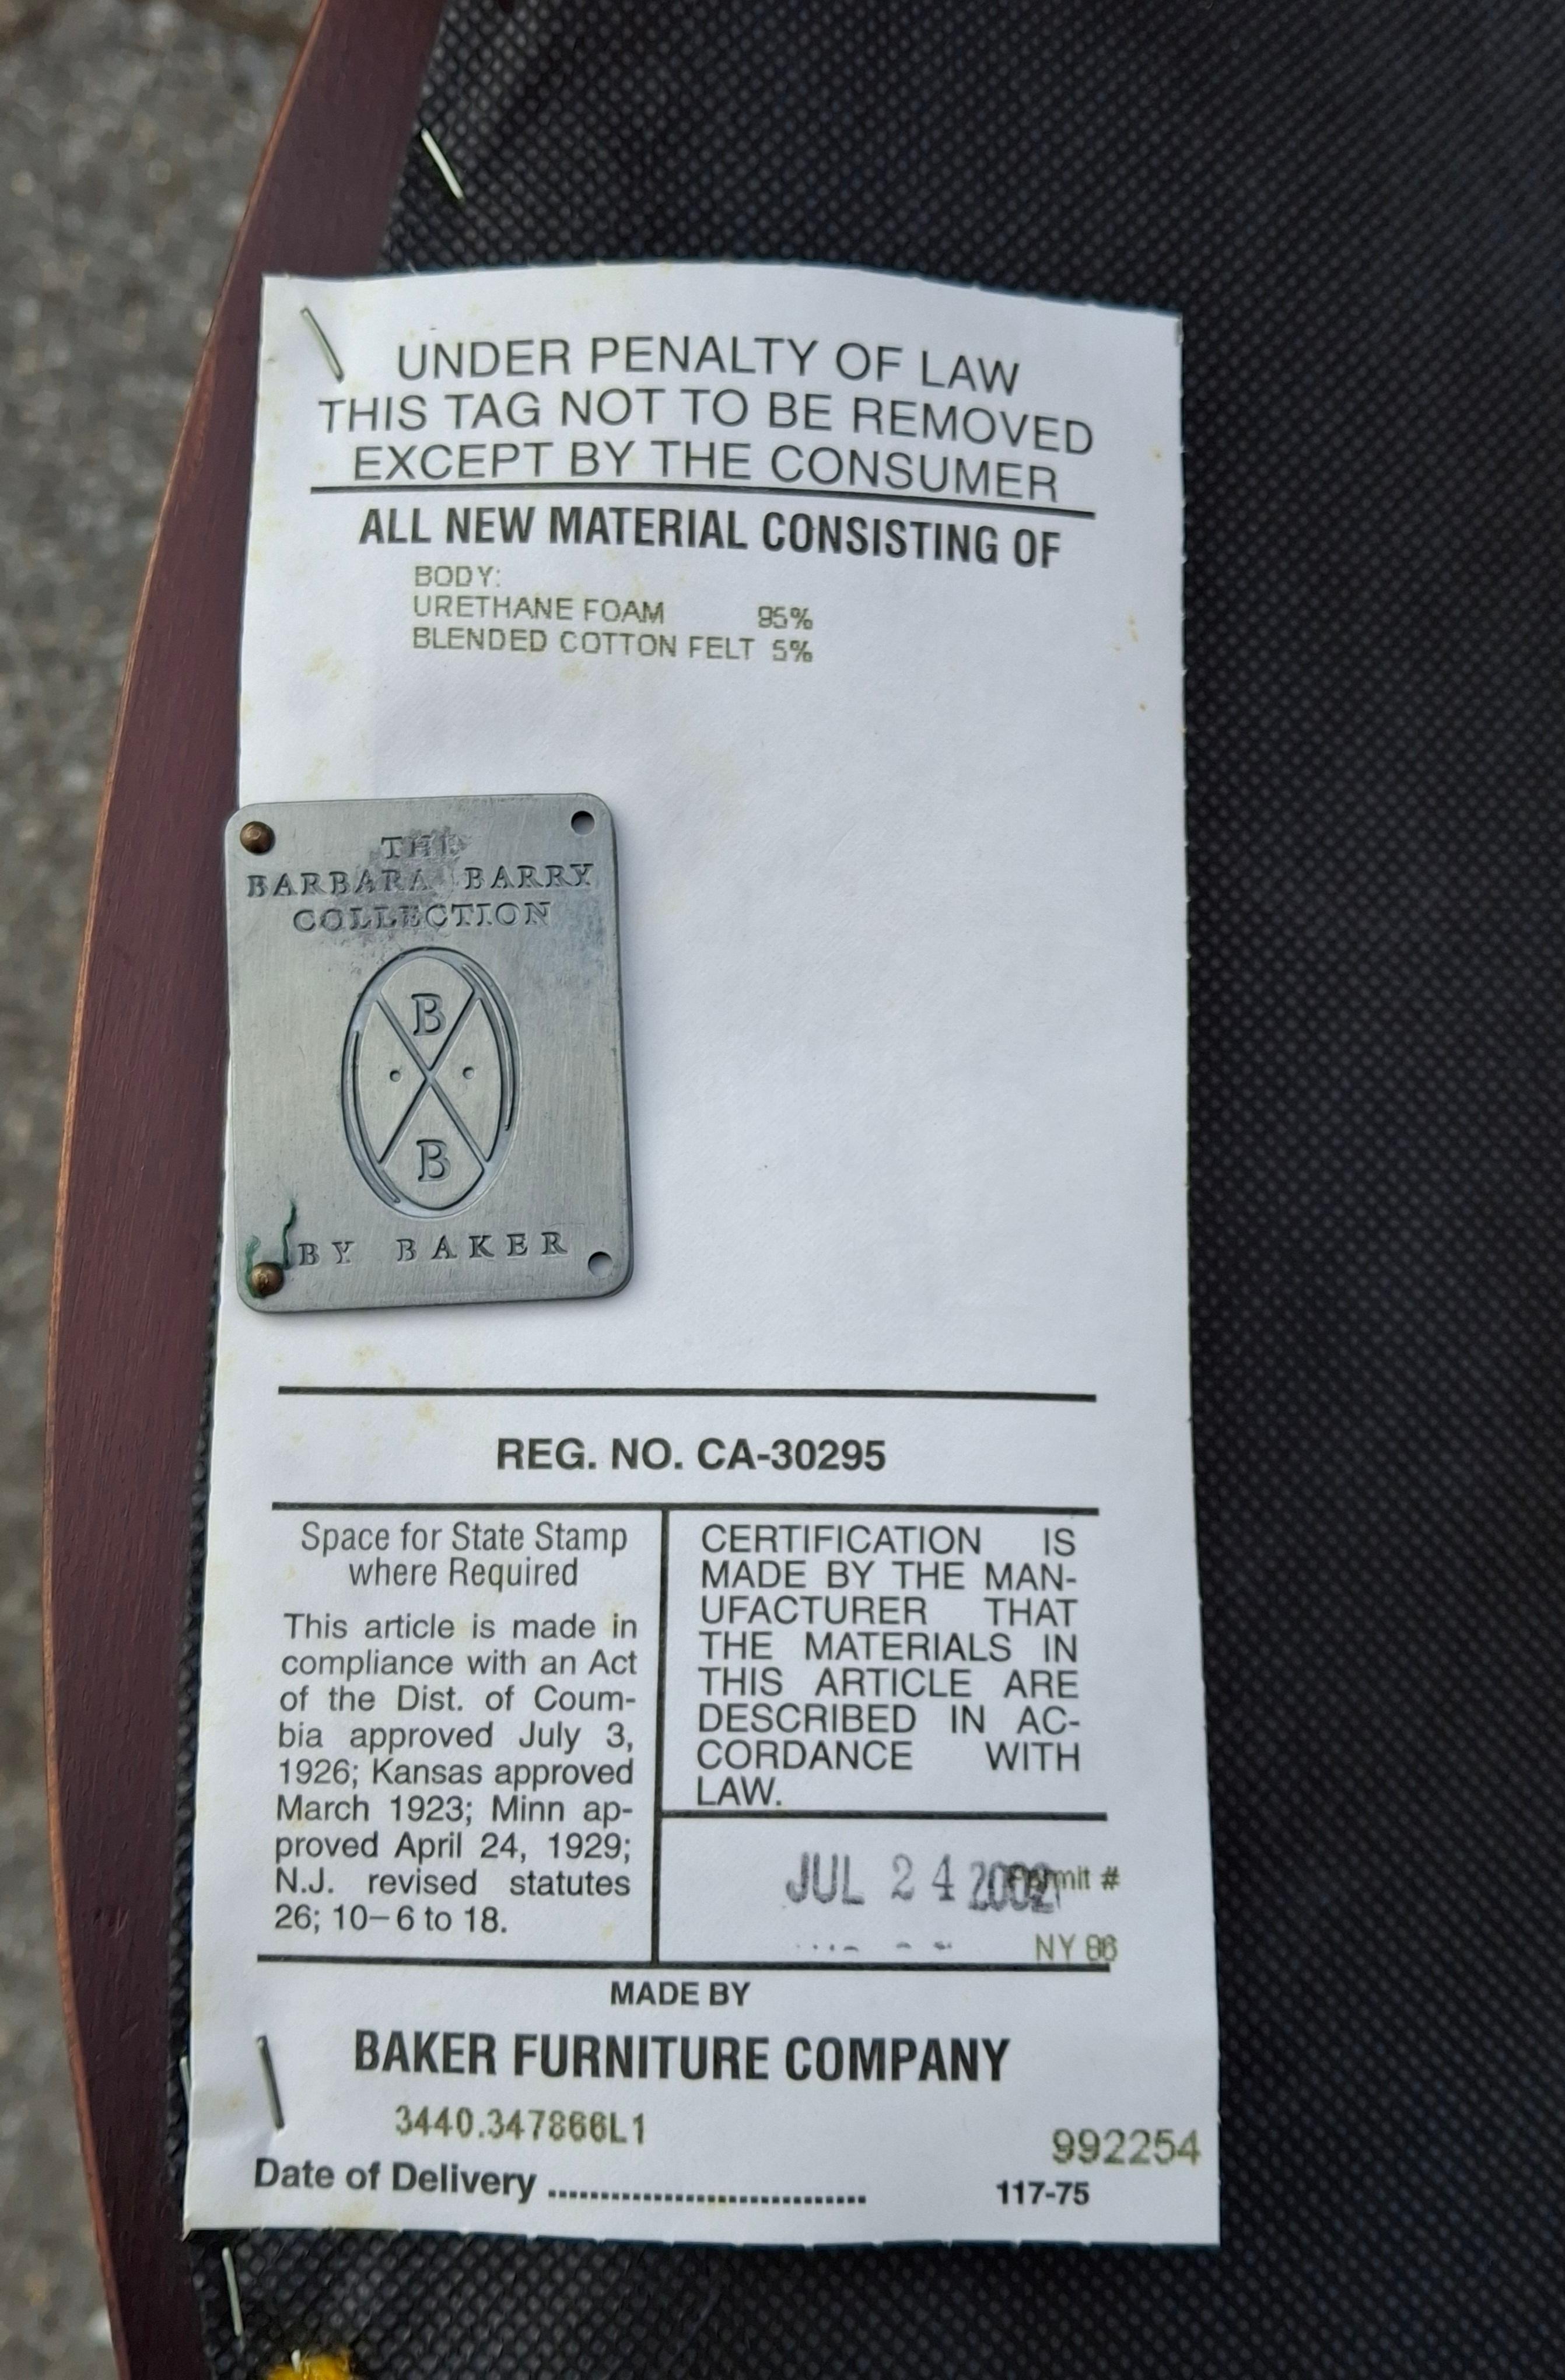 UNDER PENALTY OF LAW
THIS TAG NOT TO BE REMOVED
EXCEPT BY THE CONSUMER
ALL NEW MATERIAL CONSISTING OF
BODY:
URETHANE FOAM 95%
BLENDED COTTON FELT 5%
THE
BARBARA BARRY
COLLECTION
B
B
BY BAKER
REG. NO. CA-30295
Space for State Stamp
where Required
This article is made in
compliance with an Act
of the Dist. of Coum-
bia approved July 3,
1926; Kansas approved
March 1923; Minn ap-
proved April 24, 1929;
N.J. revised statutes
26; 10-6 to 18.
CERTIFICATION IS
MADE BY THE MAN-
UFACTURER THAT
THE MATERIALS IN
THIS ARTICLE ARE
DESCRIBED IN AC-
CORDANCE WITH
LAW.
JUL 24 2002 Permit #
NY 86
MADE BY
BAKER FURNITURE COMPANY
3440.347866L1
992254
Date of Delivery ..............................
117-75